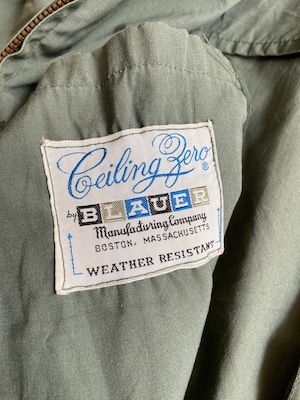 Ceiling Zero ®
by BLAUER
Manufacturing Company
BOSTON, MASSACHUSETTS
WEATHER RESISTANT